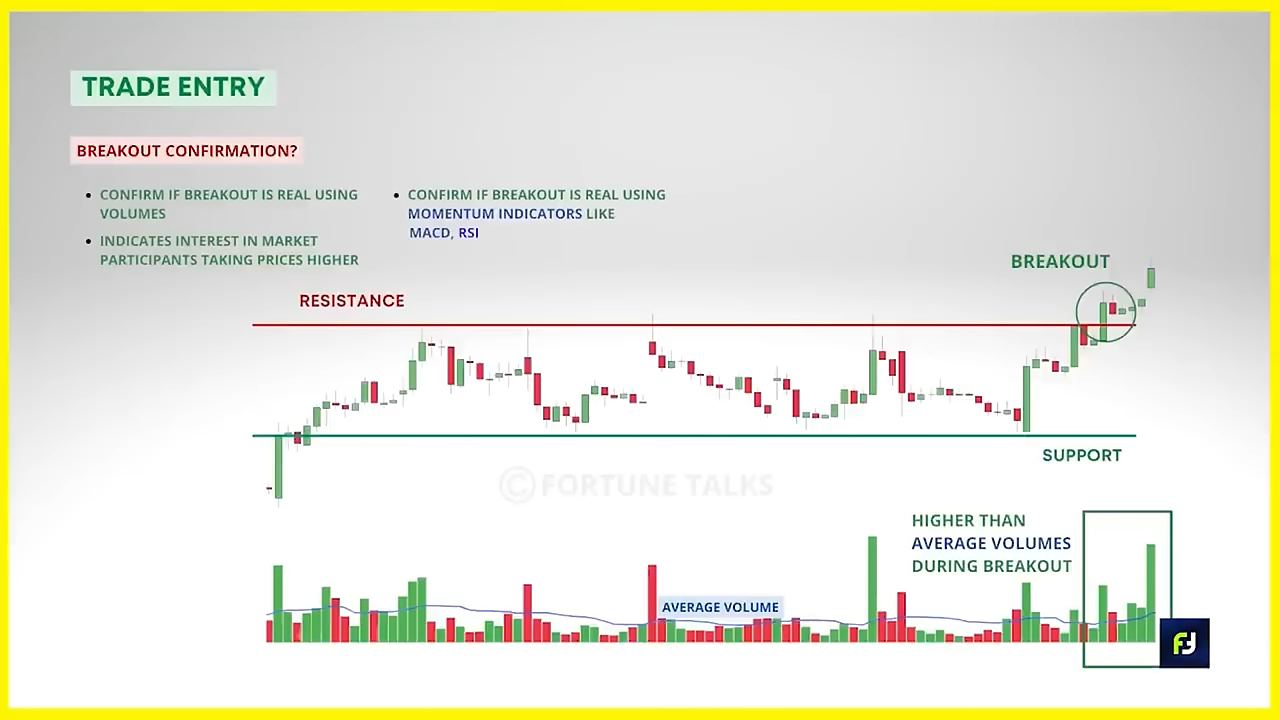 TRADE ENTRY
BREAKOUT CONFIRMATION?
CONFIRM IF BREAKOUT IS REAL USING
VOLUMES
INDICATES INTEREST IN MARKET
PARTICIPANTS TAKING PRICES HIGHER
CONFIRM IF BREAKOUT IS REAL USING
MOMENTUM INDICATORS LIKE
MACD, RSI
BREAKOUT
RESISTANCE
SUPPORT
© FORTUNE TALKS
HIGHER THAN
AVERAGE VOLUMES
DURING BREAKOUT
AVERAGE VOLUME